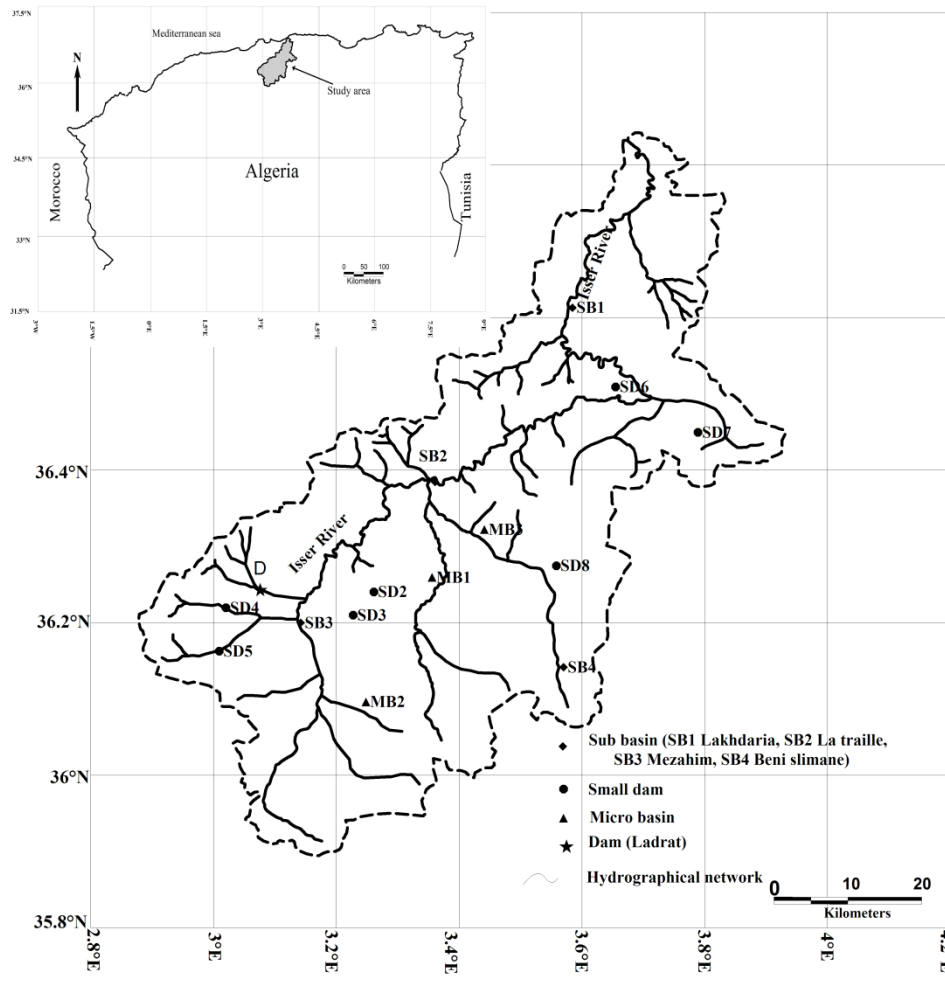 37.5°N
Mediterranean sea
N
36°N
Study area
34.5°N
Algeria
Morocco
Tunisia
33°N
0 50 100
Kilometers
31.5°N
3°W 1.5°W 0°E 1.5°E 3°E 4.5°E 6°E 7.5°E 9°E
Isser River
SB1
SD6
SD7
SB2
36.4°N
MB3
Isser River
SD8
D
MB1
SD2
SD4
SD3
36.2°N
SB3
SD5
SB4
MB2
Sub basin (SB1 Lakhdaria, SB2 La traille,
SB3 Mezahim, SB4 Beni slimane)
36°N
Small dam
Micro basin
Dam (Ladrat)
Hydrographical network
0 10 20
Kilometers
35.8°N
2.8°E 3°E 3.2°E 3.4°E 3.6°E 3.8°E 4°E